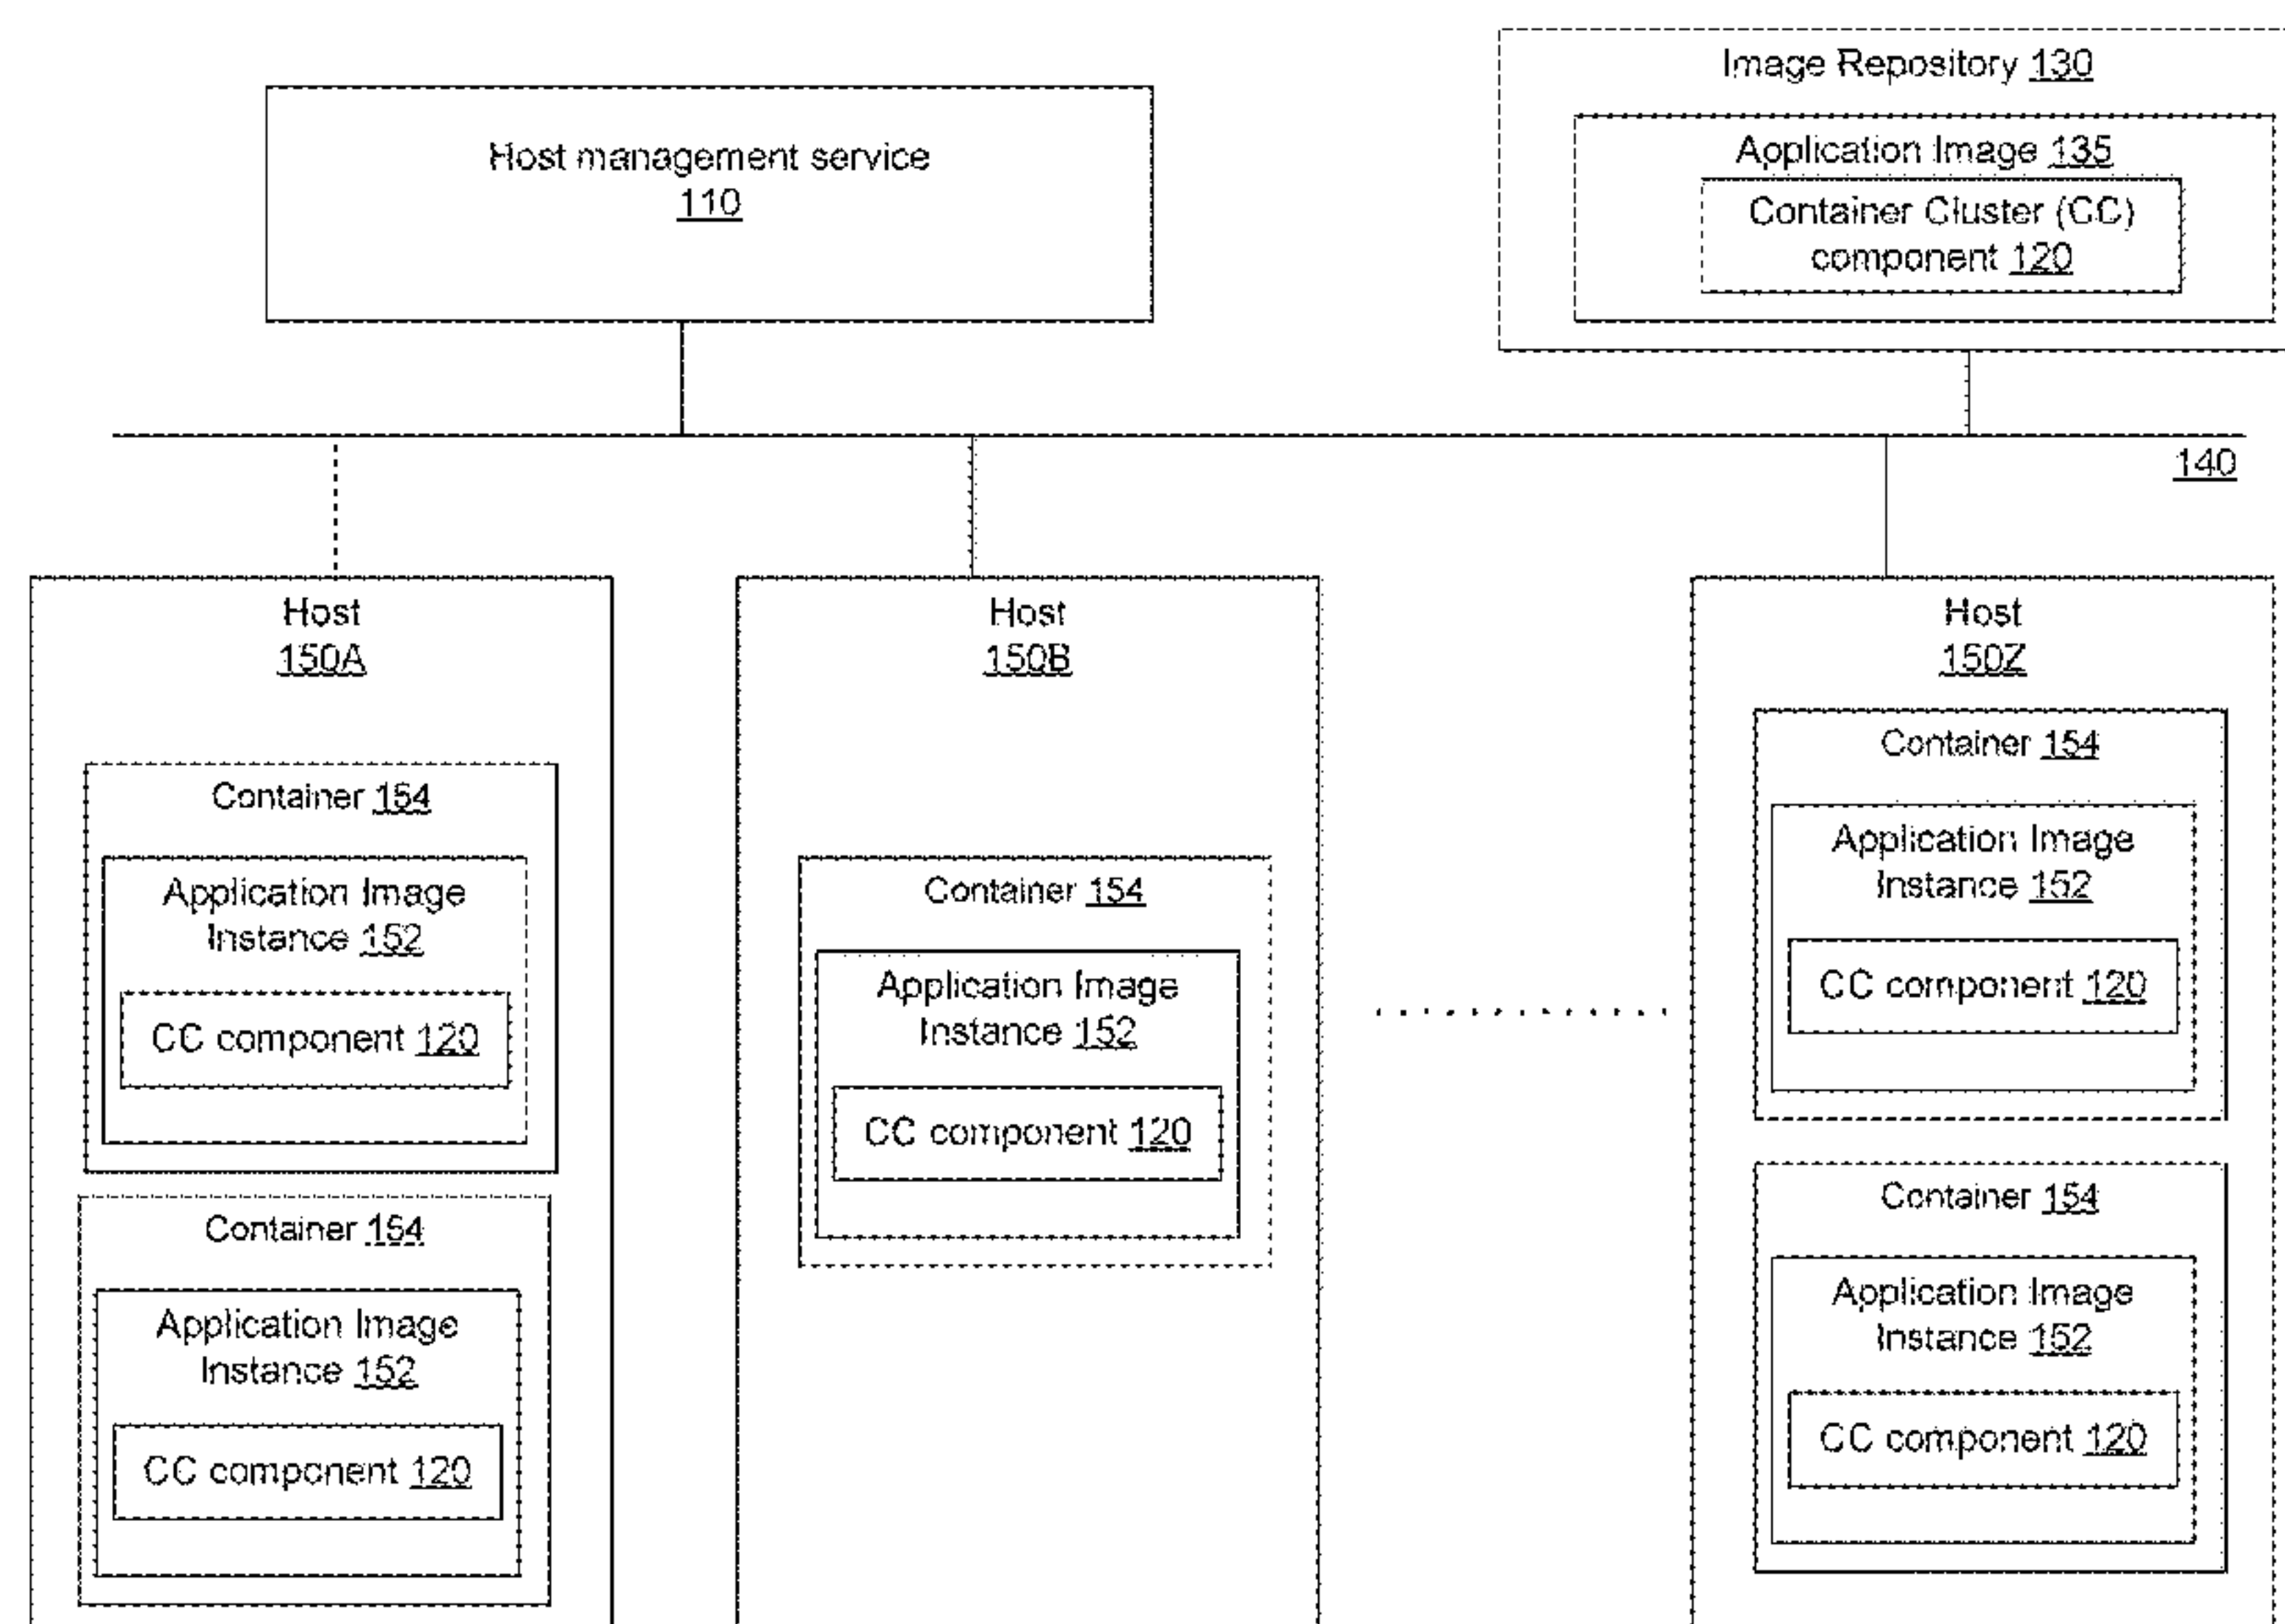 Host management service
110
Image Repository 130
Application Image 135
Container Cluster (CC)
component 120
140
Host
150A
Container 154
Application Image
Instance 152
CC component 120
Container 154
Application Image
Instance 152
CC component 120
Host
150B
Container 154
Application Image
Instance 152
CC component 120
Host
150Z
Container 154
Application Image
Instance 152
CC component 120
Container 154
Application Image
Instance 152
CC component 120